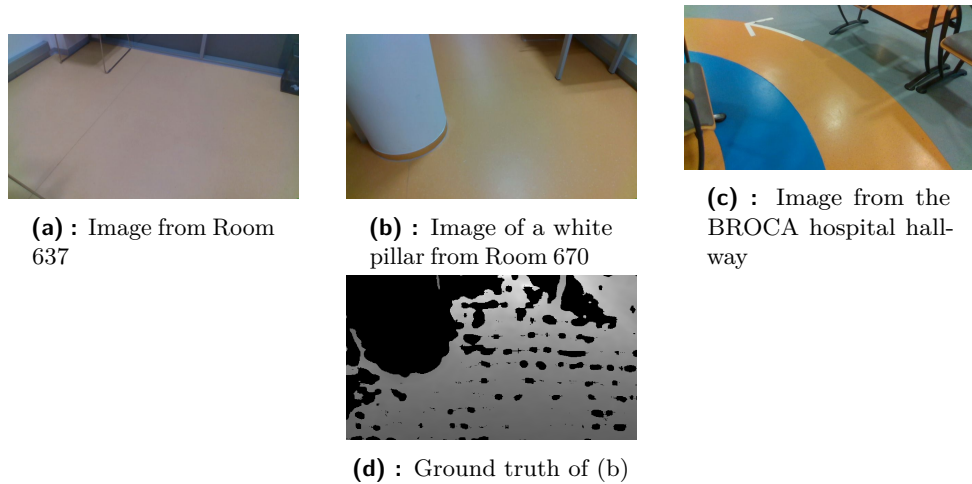 (a) : Image from Room
637
(b) : Image of a white
pillar from Room 670
(c) : Image from the
BROCA hospital hall-
way
(d) : Ground truth of (b)